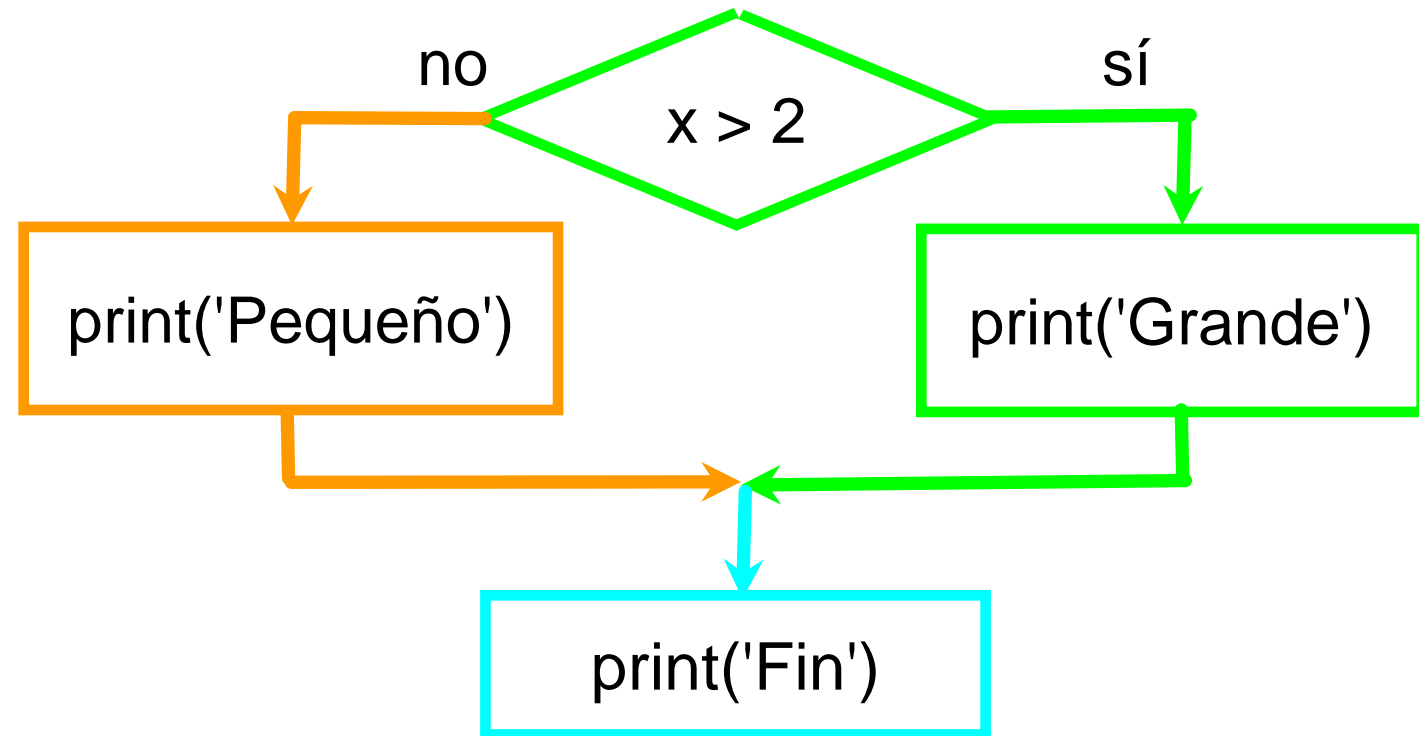 no
sí
x > 2
print('Pequeño')
print('Grande')
print('Fin')